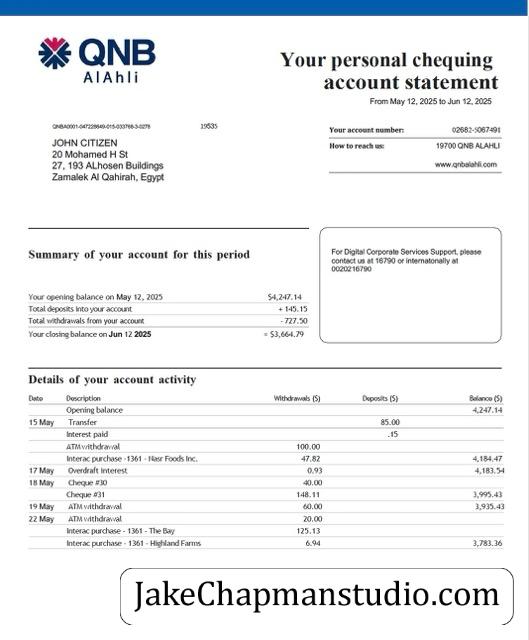 QNB
AlAhli
Your personal chequing
account statement
From May 12, 2025 to Jun 12, 2025
QNBA0001-047228649-015-033768-3-0276 19535
JOHN CITIZEN
20 Mohamed H St
27, 193 ALhosen Buildings
Zamalek Al Qahirah, Egypt
Your account number: 02682-5067491
How to reach us: 19700 QNB ALAHLI
www.qnbalahli.com
Summary of your account for this period
Your opening balance on May 12, 2025 $4,247.14
Total deposits into your account + 145.15
Total withdrawals from your account - 727.50
Your closing balance on Jun 12 2025 = $3,664.79
For Digital Corporate Services Support, please
contact us at 16790 or internatonally at
0020216790
Details of your account activity
Date Description Withdrawals ($) Deposits ($) Balance ($)
Opening balance 4,247.14
15 May Transfer 85.00
Interest paid .15
ATM withdrawal 100.00
Interac purchase -1361 - Nasr Foods Inc. 47.82 4,184.47
17 May Overdraft Interest 0.93 4,183.54
18 May Cheque #30 40.00
Cheque #31 148.11 3,995.43
19 May ATM withdrawal 60.00 3,935.43
22 May ATM withdrawal 20.00
Interac purchase - 1361 - The Bay 125.13
Interac purchase - 1361 - Highland Farms 6.94 3,783.36
JakeChapmanstudio.com